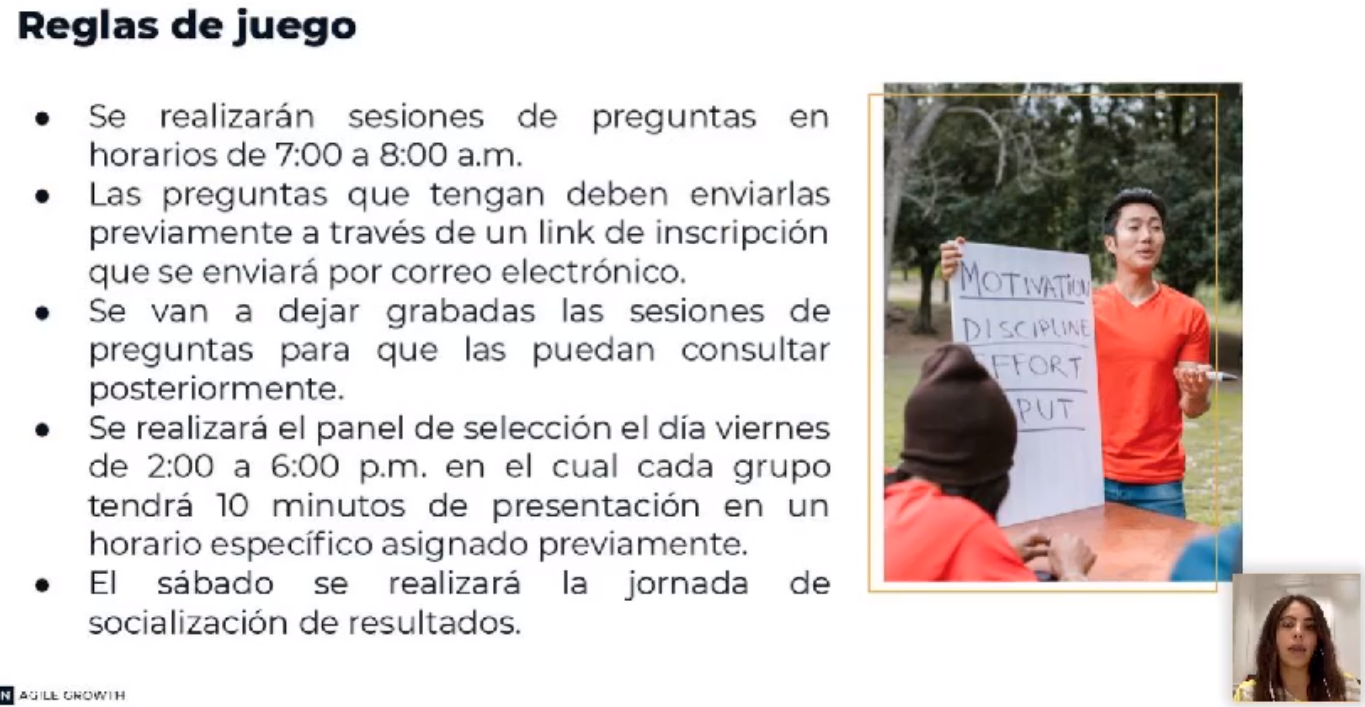 Reglas de juego
● Se realizarán sesiones de preguntas en
horarios de 7:00 a 8:00 a.m.
● Las preguntas que tengan deben enviarlas
previamente a través de un link de inscripción
que se enviará por correo electrónico.
● Se van a dejar grabadas las sesiones de
preguntas para que las puedan consultar
posteriormente.
● Se realizará el panel de selección el día viernes
de 2:00 a 6:00 p.m. en el cual cada grupo
tendrá 10 minutos de presentación en un
horario específico asignado previamente.
● El sábado se realizará la jornada de
socialización de resultados.
MOTIVATION
DISCIPLINE
EFFORT
PUT
N AGILE GROWTH